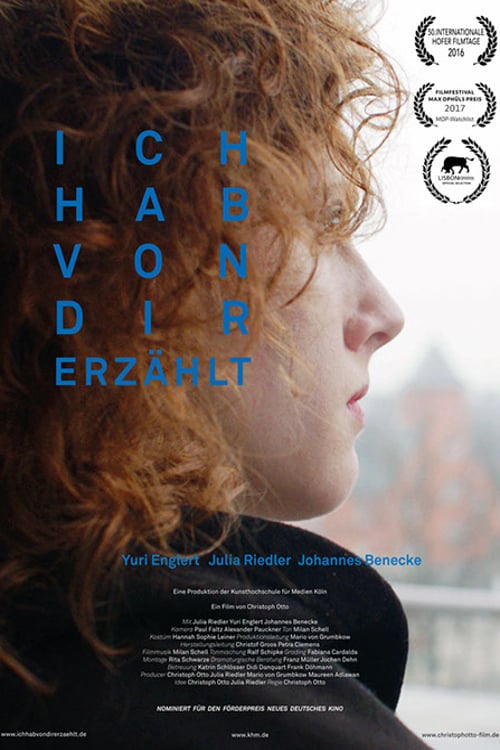 50.INTERNATIONALE
HOFER FILMTAGE
2016
FILMFESTIVAL
MAX OPHÜLS PREIS
2017
MOP-Watchlist
LISBON
OFFICIAL SELECTION
ICH
HAB
VON
DIR
ERZÄHLT
Yuri Englert Julia Riedler Johannes Benecke
Eine Produktion der Kunsthochschule für Medien Köln
Ein Film von Christoph Otto
Mit Julia Riedler Yuri Englert Johannes Benecke
Kamera Paul Faltz Alexander Pauckner Ton Milan Schell
Kostüm Hannah Sophie Leiner Produktionsleitung Mario von Grumbkow
Herstellungsleitung Christof Groos Petra Clemens
Filmmusik Milan Schell Tonmischung Ralf Schipke Grading Fabiana Cardalda
Montage Rita Schwarze Dramaturgische Beratung Franz Müller Jochen Dehn
Betreuung Katrin Schlösser Didi Danquart Frank Döhmann
Producer Christoph Otto Julia Riedler Mario von Grumbkow Maureen Adlawan
Idee Christoph Otto Julia Riedler Regie Christoph Otto
NOMINIERT FÜR DEN FÖRDERPREIS NEUES DEUTSCHES KINO
www.ichhabvondirerzaehlt.de www.khm.de www.christophotto-film.de